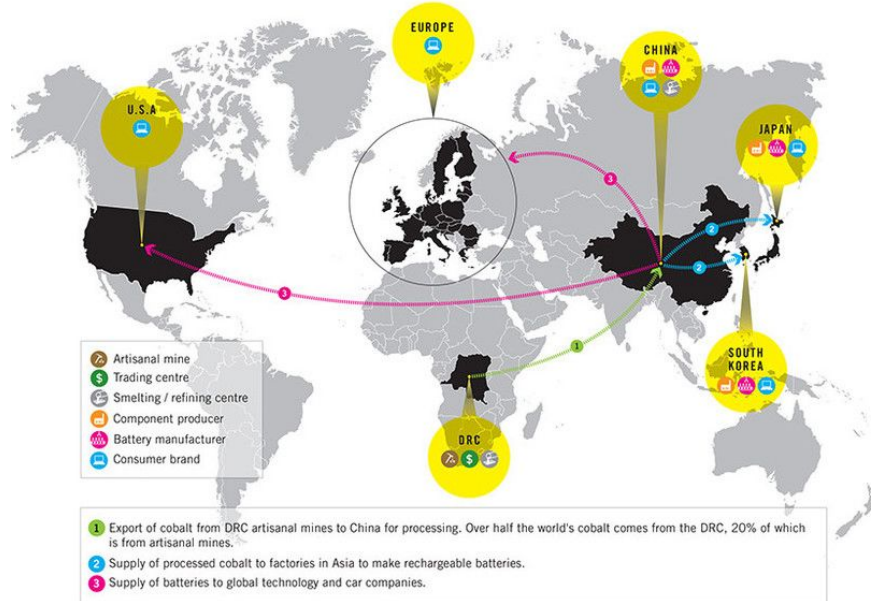 EUROPE
CHINA
U.S.A
JAPAN
3
2
2
3
1
SOUTH
KOREA
DRC
$
Artisanal mine
$ Trading centre
Smelting / refining centre
Component producer
Battery manufacturer
Consumer brand
1 Export of cobalt from DRC artisanal mines to China for processing. Over half the world's cobalt comes from the DRC, 20% of which
is from artisanal mines.
2 Supply of processed cobalt to factories in Asia to make rechargeable batteries.
3 Supply of batteries to global technology and car companies.